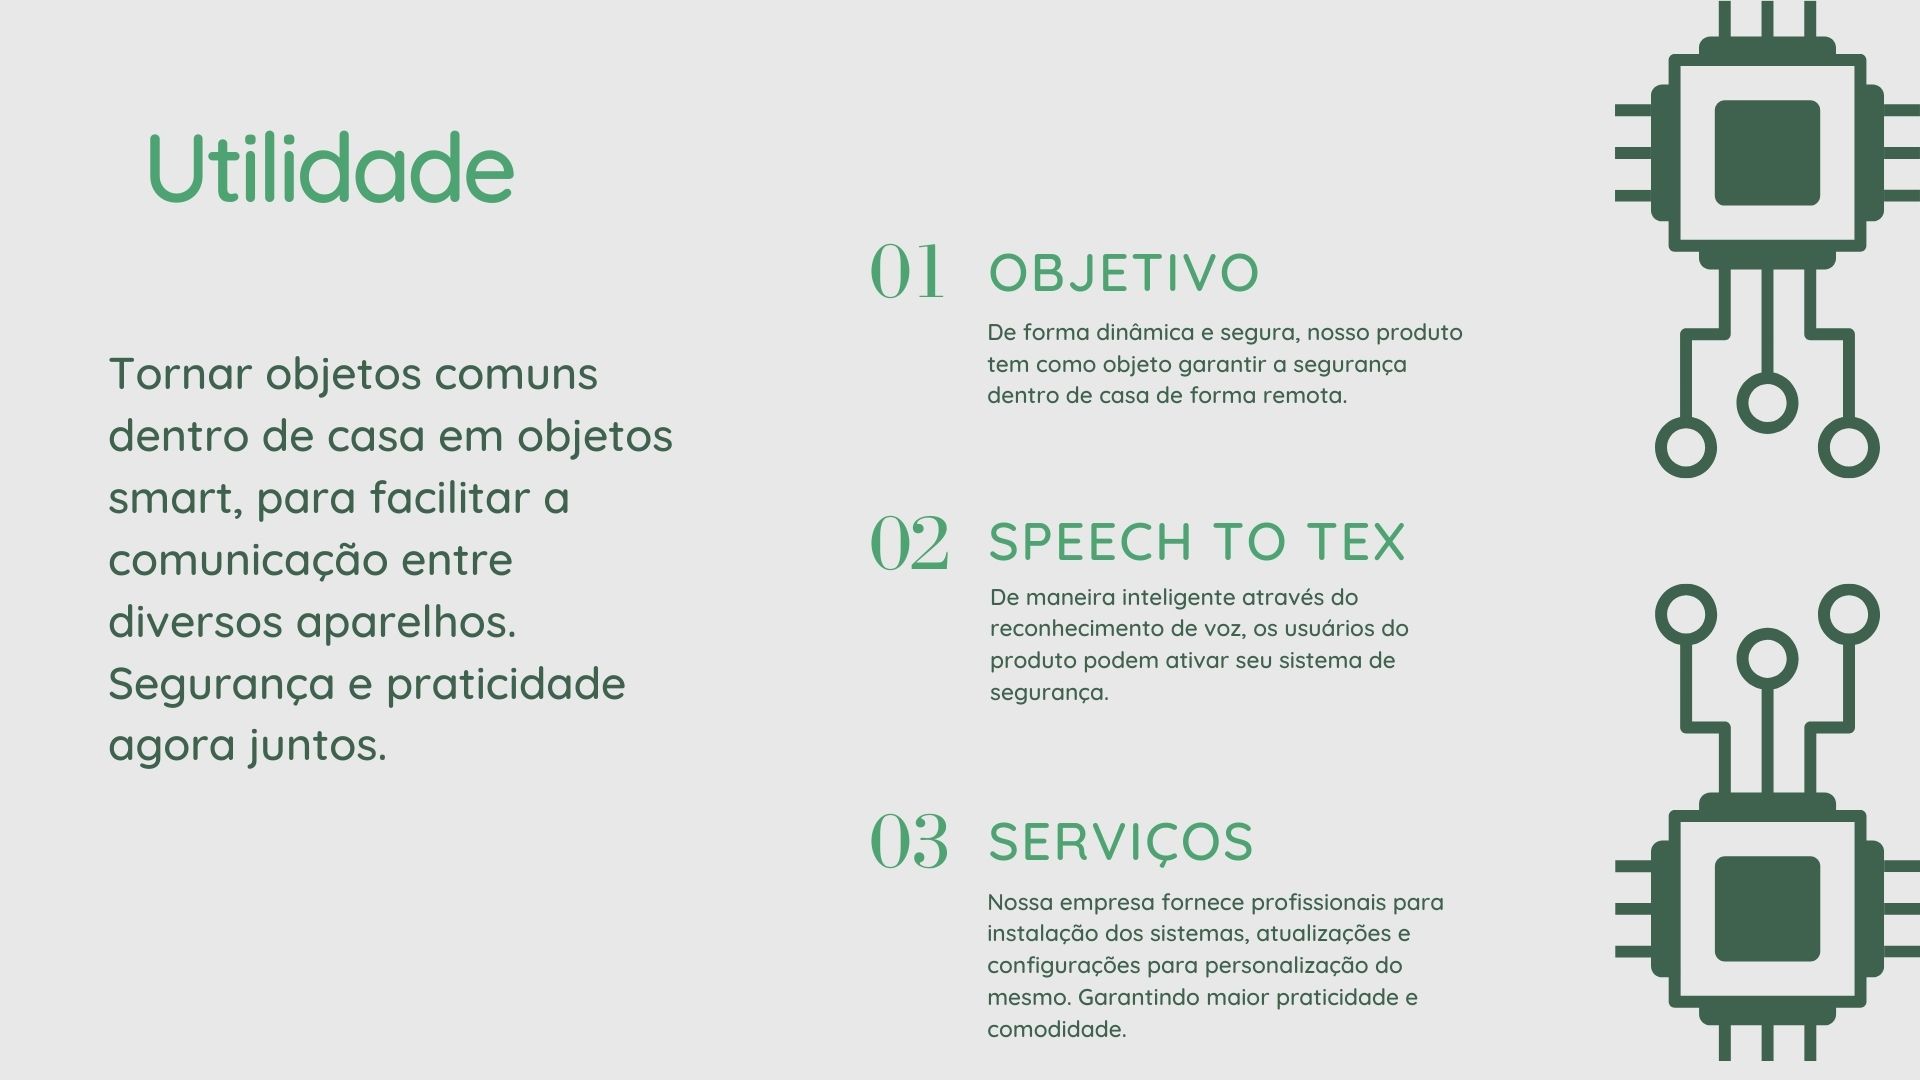 Utilidade
Tornar objetos comuns
dentro de casa em objetos
smart, para facilitar a
comunicação entre
diversos aparelhos.
Segurança e praticidade
agora juntos.
01 OBJETIVO
De forma dinâmica e segura, nosso produto
tem como objeto garantir a segurança
dentro de casa de forma remota.
02 SPEECH TO TEX
De maneira inteligente através do
reconhecimento de voz, os usuários do
produto podem ativar seu sistema de
segurança.
03 SERVIÇOS
Nossa empresa fornece profissionais para
instalação dos sistemas, atualizações e
configurações para personalização do
mesmo. Garantindo maior praticidade e
comodidade.